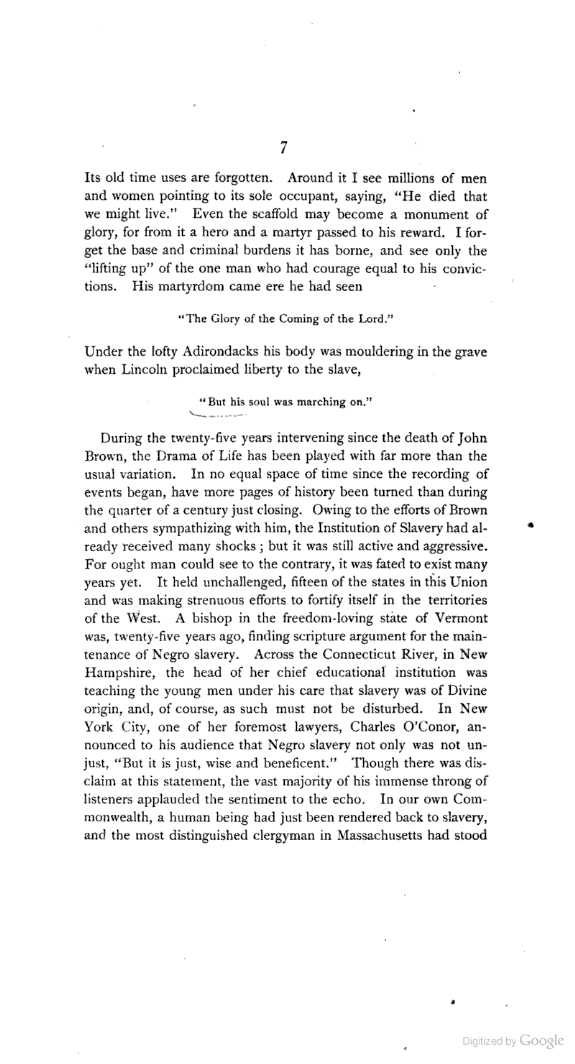 7
Its old time uses are forgotten. Around it I see millions of men
and women pointing to its sole occupant, saying, "He died that
we might live." Even the scaffold may become a monument of
glory, for from it a hero and a martyr passed to his reward. I for-
get the base and criminal burdens it has borne, and see only the
"lifting up" of the one man who had courage equal to his convic-
tions. His martyrdom came ere he had seen
"The Glory of the Coming of the Lord."
Under the lofty Adirondacks his body was mouldering in the grave
when Lincoln proclaimed liberty to the slave,
"But his soul was marching on."
During the twenty-five years intervening since the death of John
Brown, the Drama of Life has been played with far more than the
usual variation. In no equal space of time since the recording of
events began, have more pages of history been turned than during
the quarter of a century just closing. Owing to the efforts of Brown
and others sympathizing with him, the Institution of Slavery had al-
ready received many shocks; but it was still active and aggressive.
For ought man could see to the contrary, it was fated to exist many
years yet. It held unchallenged, fifteen of the states in this Union
and was making strenuous efforts to fortify itself in the territories
of the West. A bishop in the freedom-loving state of Vermont
was, twenty-five years ago, finding scripture argument for the main-
tenance of Negro slavery. Across the Connecticut River, in New
Hampshire, the head of her chief educational institution was
teaching the young men under his care that slavery was of Divine
origin, and, of course, as such must not be disturbed. In New
York City, one of her foremost lawyers, Charles O'Conor, an-
nounced to his audience that Negro slavery not only was not un-
just, "But it is just, wise and beneficent." Though there was dis-
claim at this statement, the vast majority of his immense throng of
listeners applauded the sentiment to the echo. In our own Com-
monwealth, a human being had just been rendered back to slavery,
and the most distinguished clergyman in Massachusetts had stood
Digitized by Google